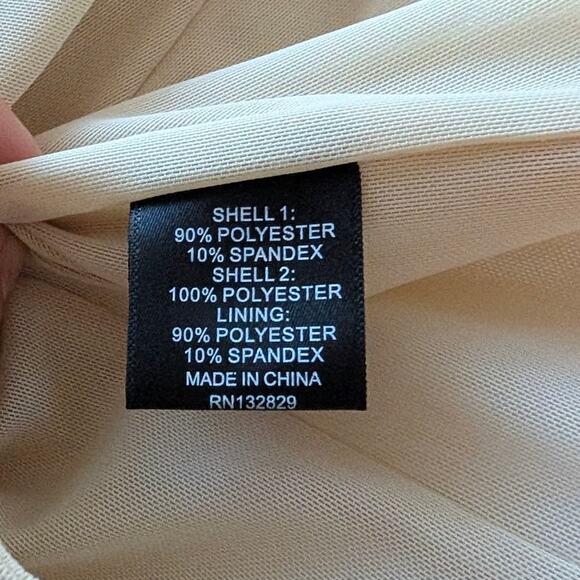 SHELL 1:
90% POLYESTER
10% SPANDEX
SHELL 2:
100% POLYESTER
LINING:
90% POLYESTER
10% SPANDEX
MADE IN CHINA
RN132829